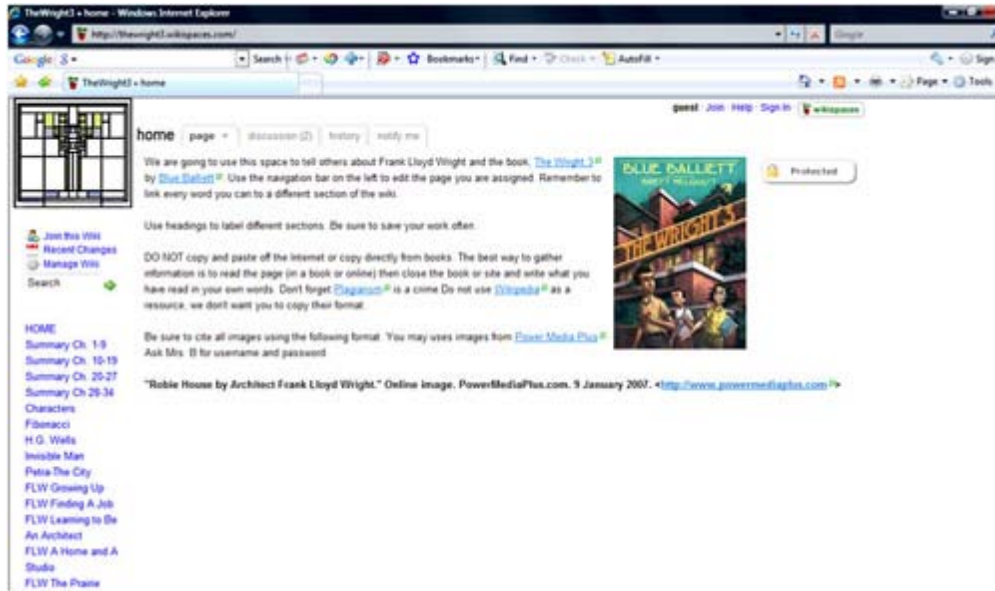 TheWright3 - home - Windows Internet Explorer
http://thewright3.wikispaces.com/
Google
Google
Search
Bookmarks
Find
Check
AutoFill
Sign
TheWright3 - home
Page
Tools
guest Join Help Sign In wikispaces
home page discussion (2) history notify me
We are going to use this space to tell others about Frank Lloyd Wright and the book, The Wright 3
by Blue Balliett. Use the navigation bar on the left to edit the page you are assigned. Remember to
link every word you can to a different section of the wiki.
Use headings to label different sections. Be sure to save your work often.
DO NOT copy and paste off the Internet or copy directly from books. The best way to gather
information is to read the page (in a book or online) then close the book or site and write what you
have read in your own words. Don't forget Plagiarism is a crime Do not use Wikipedia as a
resource, we don't want you to copy their format.
Be sure to cite all images using the following format. You may uses images from Power Media Plus
Ask Mrs. B for username and password
"Robie House by Architect Frank Lloyd Wright." Online image. PowerMediaPlus.com. 9 January 2007. <http://www.powermediaplus.com>
BLUE BALLIETT
THE WRIGHT 3
Protected
Join this Wiki
Recent Changes
Manage Wiki
Search
HOME
Summary Ch. 1-9
Summary Ch. 10-19
Summary Ch. 20-27
Summary Ch 28-34
Characters
Fibonacci
H.G. Wells
Invisible Man
Petra-The City
FLW Growing Up
FLW Finding A Job
FLW Learning to Be
An Architect
FLW A Home and A
Studio
FLW The Prairie